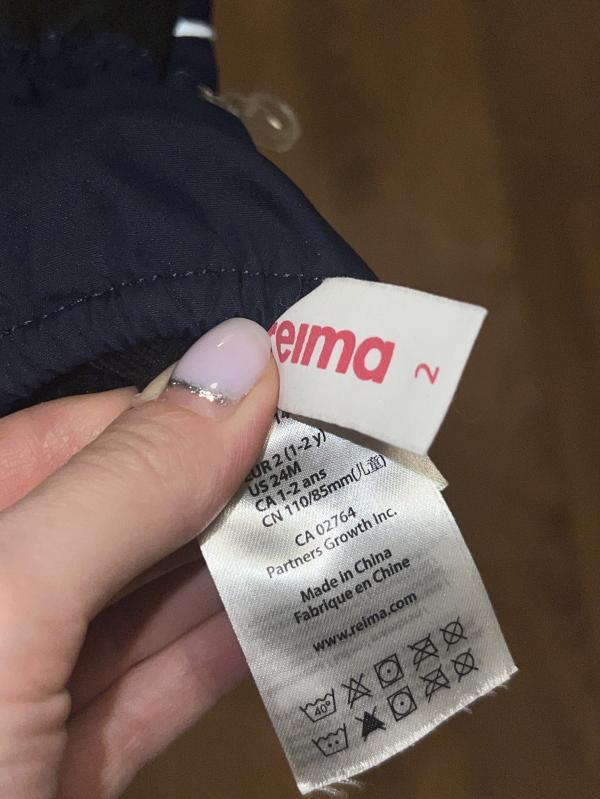 reima
2
EUR 2 (1-2 y)
US 24M
CA 1-2 ans
CN 110/85mm(儿童)
CA 02764
Partners Growth Inc.
Made in China
Fabriqué en Chine
www.reima.com
40°